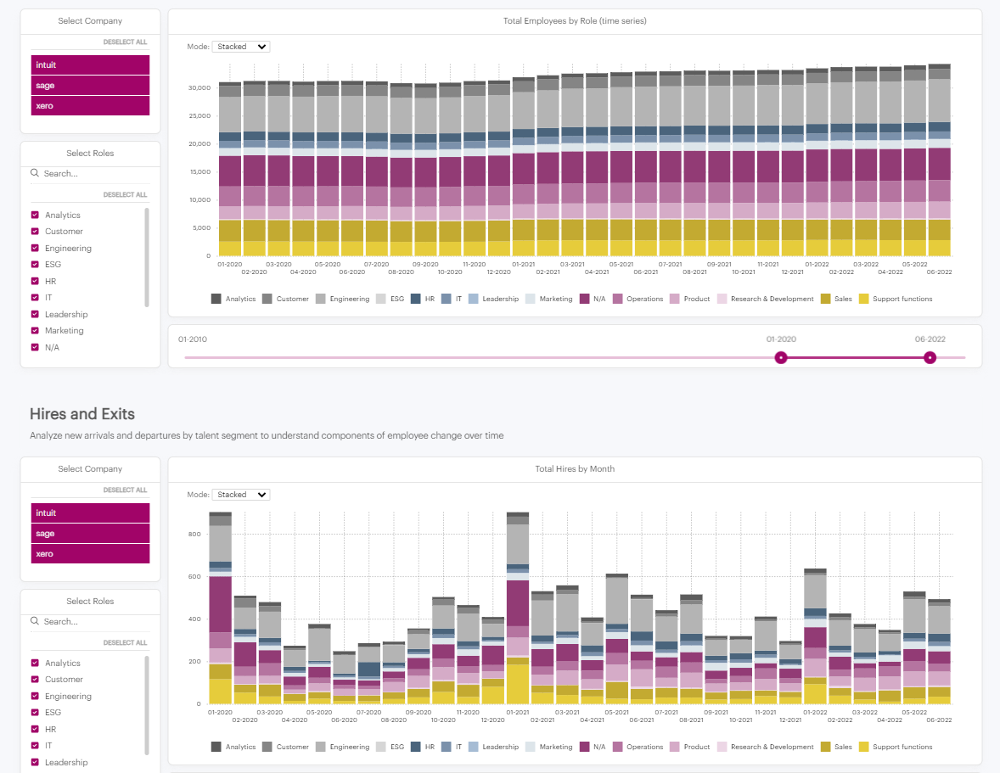 Select Company
DESELECT ALL
intuit
sage
xero
Select Roles
Search...
DESELECT ALL
Analytics
Customer
Engineering
ESG
HR
IT
Leadership
Marketing
N/A
Total Employees by Role (time series)
Mode: Stacked
30,000
25,000
20,000
15,000
10,000
5,000
0
01-2020 03-2020 05-2020 07-2020 09-2020 11-2020 01-2021 03-2021 05-2021 07-2021 09-2021 11-2021 01-2022 03-2022 05-2022
02-2020 04-2020 06-2020 08-2020 10-2020 12-2020 02-2021 04-2021 06-2021 08-2021 10-2021 12-2021 02-2022 04-2022 06-2022
Analytics Customer Engineering ESG HR IT Leadership Marketing N/A Operations Product Research & Development Sales Support functions
01-2010 01-2020 06-2022
Hires and Exits
Analyze new arrivals and departures by talent segment to understand components of employee change over time
Select Company
DESELECT ALL
intuit
sage
xero
Select Roles
Search...
DESELECT ALL
Analytics
Customer
Engineering
ESG
HR
IT
Leadership
Total Hires by Month
Mode: Stacked
800
600
400
200
0
01-2020 03-2020 05-2020 07-2020 09-2020 11-2020 01-2021 03-2021 05-2021 07-2021 09-2021 11-2021 01-2022 03-2022 05-2022
02-2020 04-2020 06-2020 08-2020 10-2020 12-2020 02-2021 04-2021 06-2021 08-2021 10-2021 12-2021 02-2022 04-2022 06-2022
Analytics Customer Engineering ESG HR IT Leadership Marketing N/A Operations Product Research & Development Sales Support functions